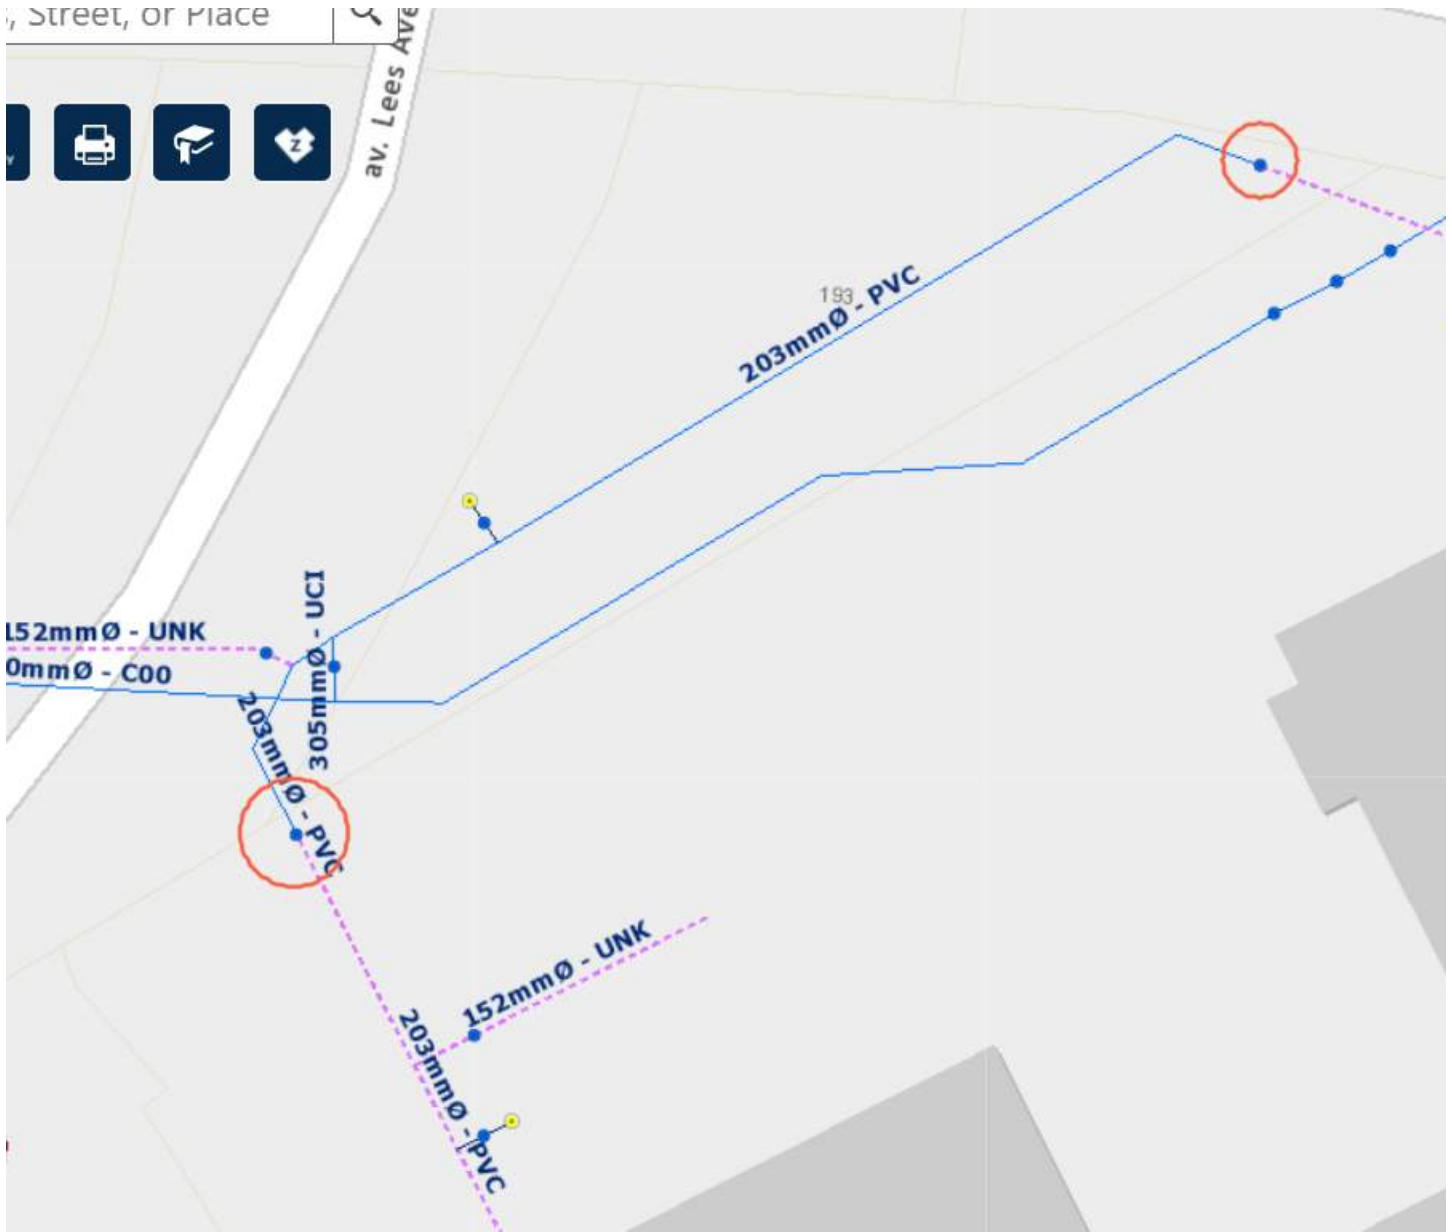 , Street, or Place
av. Lees Ave
193
203mmØ - PVC
305mmØ - UCI
152mmØ - UNK
0mmØ - C00
203mmØ - PVC
152mmØ - UNK
203mmØ - PVC
Z